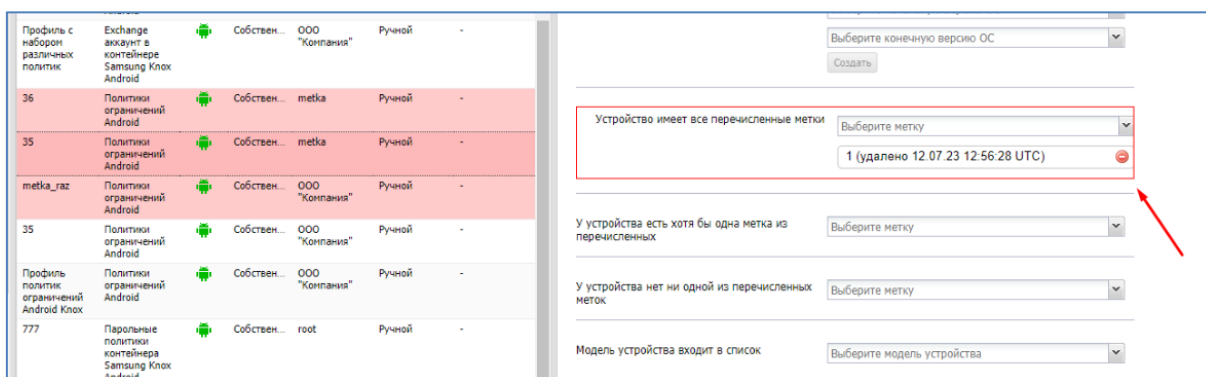 Android
Профиль с набором различных политик
Exchange аккаунт в контейнере Samsung Knox Android
Собствен...
ООО "Компания"
Ручной
-
36
Политики ограничений Android
Собствен...
metka
Ручной
-
35
Политики ограничений Android
Собствен...
metka
Ручной
-
metka_raz
Политики ограничений Android
Собствен...
ООО "Компания"
Ручной
-
35
Политики ограничений Android
Собствен...
ООО "Компания"
Ручной
-
Профиль политик ограничений Android Knox
Политики ограничений Android
Собствен...
ООО "Компания"
Ручной
-
777
Парольные политики контейнера Samsung Knox Android
Собствен...
root
Ручной
-
Выберите конечную версию ОС
Создать
Устройство имеет все перечисленные метки
Выберите метку
1 (удалено 12.07.23 12:56:28 UTC)
У устройства есть хотя бы одна метка из перечисленных
Выберите метку
У устройства нет ни одной из перечисленных меток
Выберите метку
Модель устройства входит в список
Выберите модель устройства